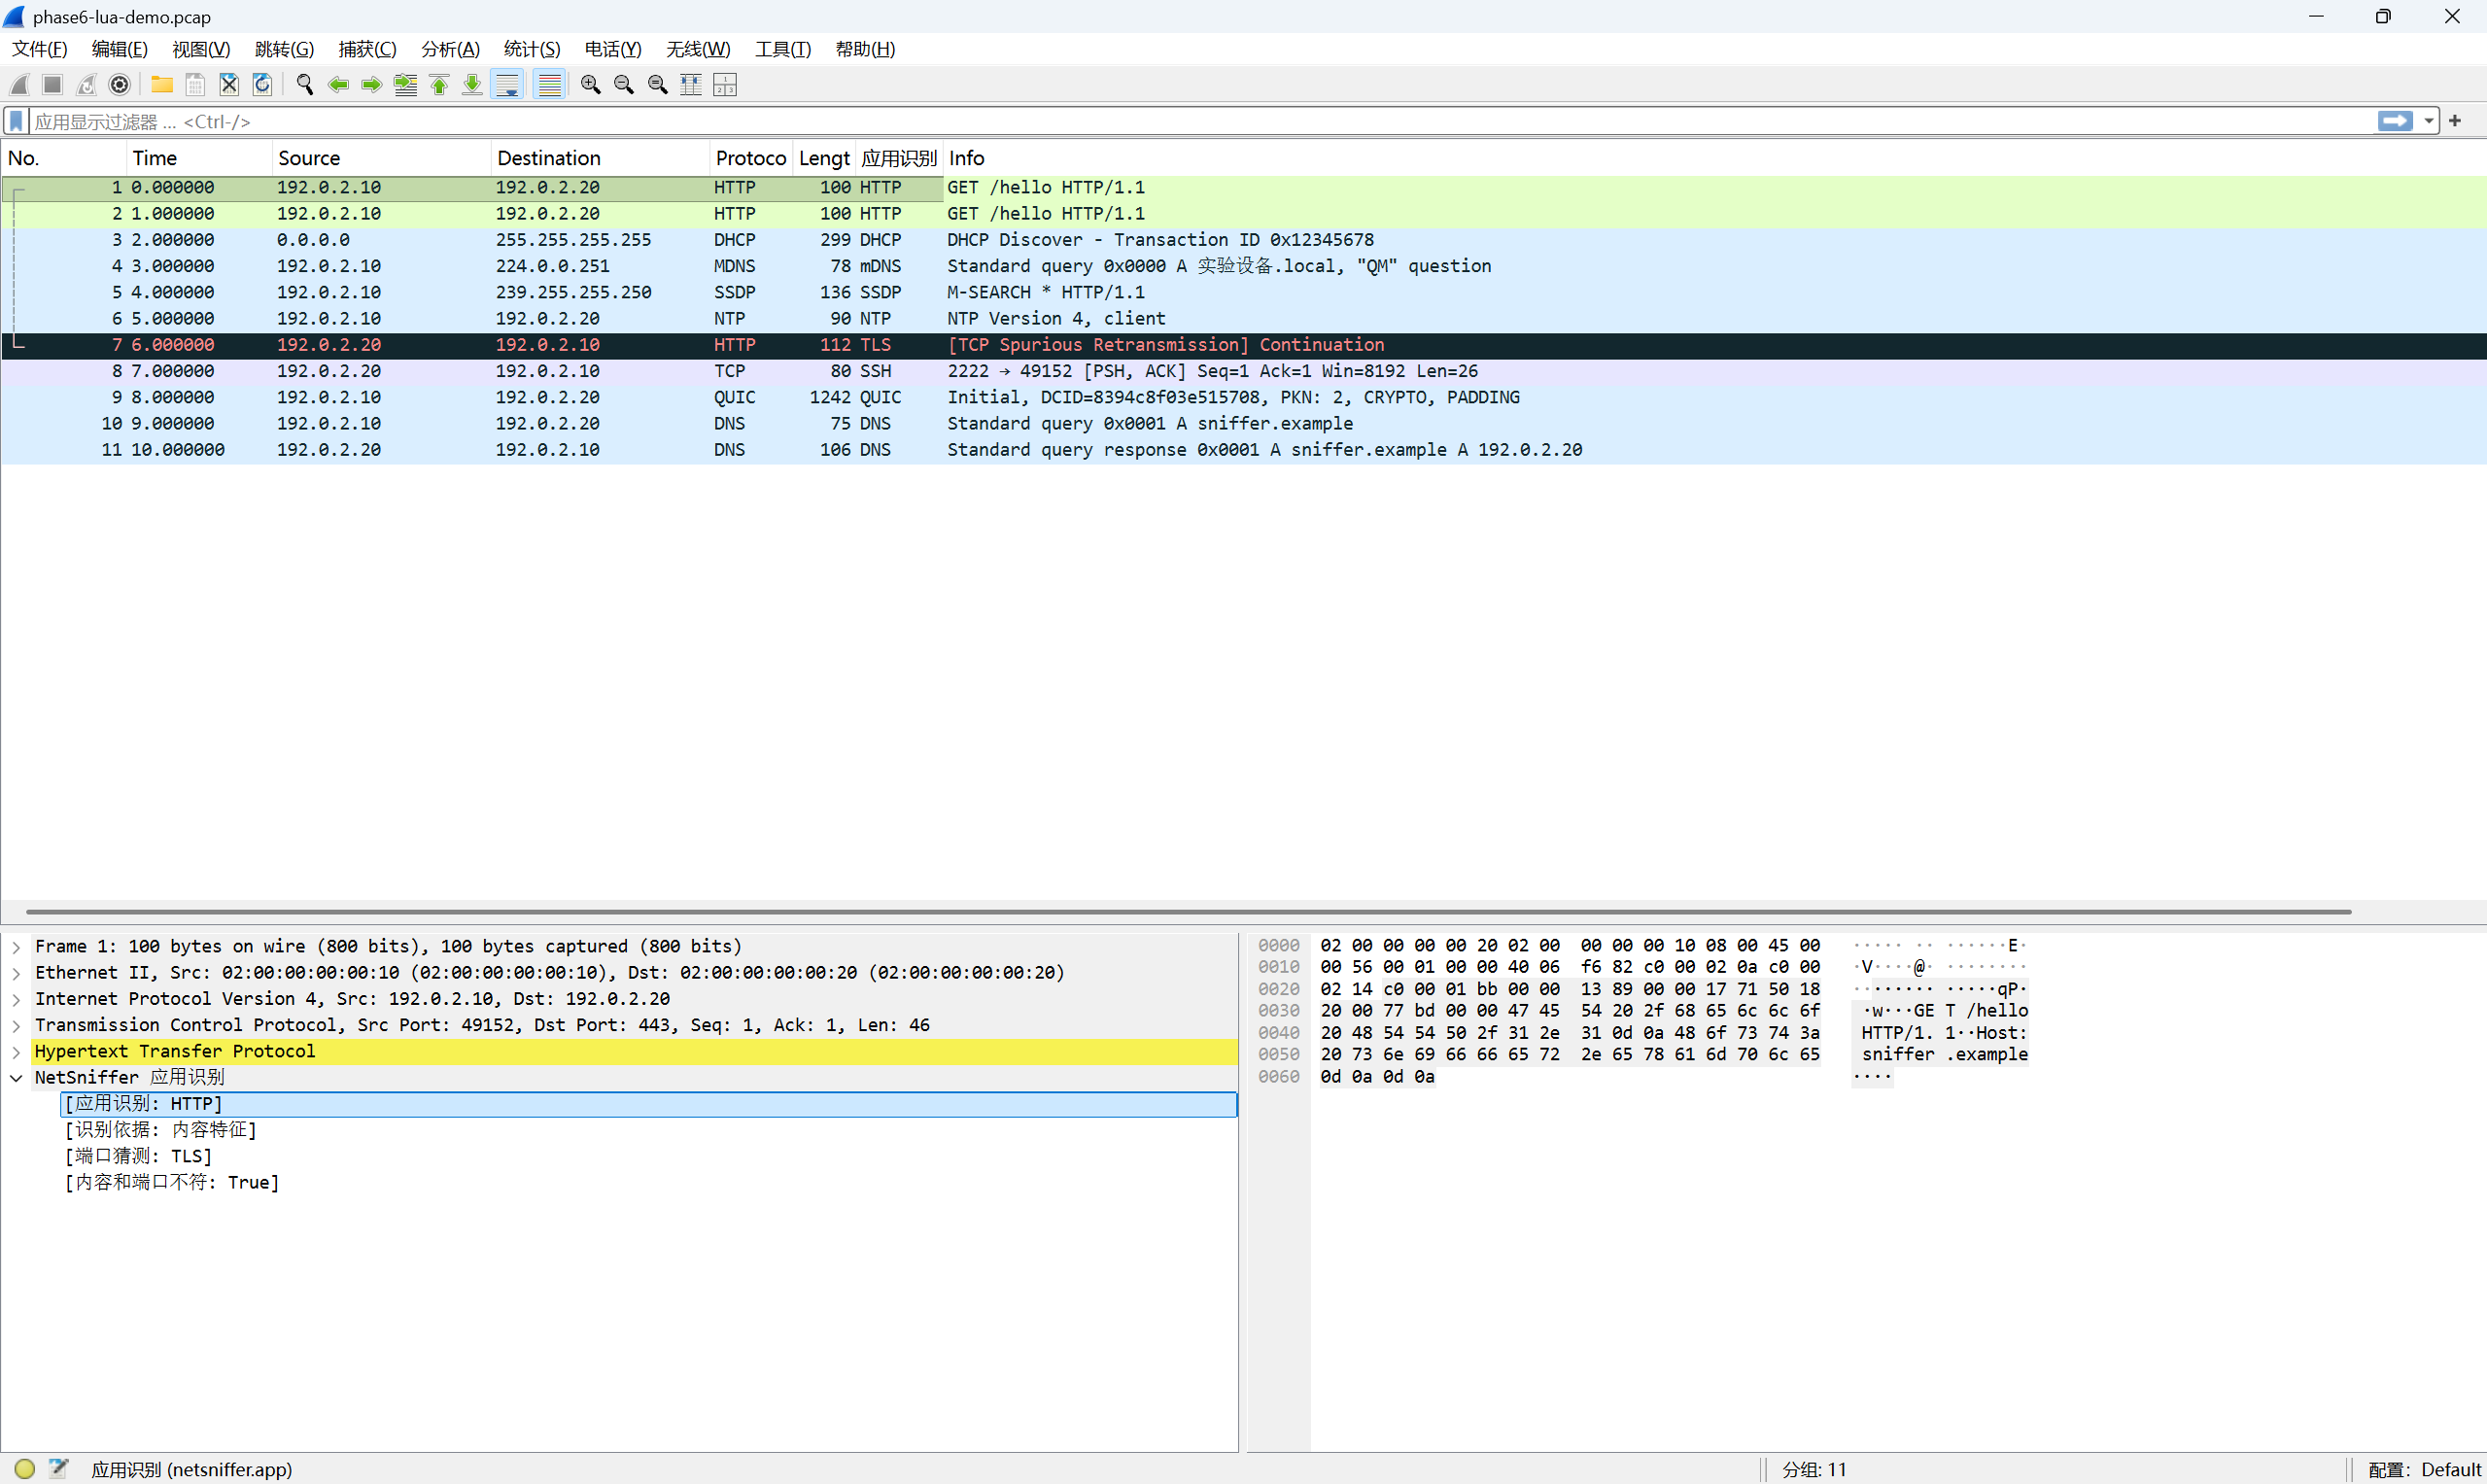 phase6-lua-demo.pcap
文件(F) 编辑(E) 视图(V) 跳转(G) 捕获(C) 分析(A) 统计(S) 电话(Y) 无线(W) 工具(T) 帮助(H)
应用显示过滤器 … <Ctrl-/>
No. Time Source Destination Protoco Lengt 应用识别 Info
1 0.000000 192.0.2.10 192.0.2.20 HTTP 100 HTTP GET /hello HTTP/1.1
2 1.000000 192.0.2.10 192.0.2.20 HTTP 100 HTTP GET /hello HTTP/1.1
3 2.000000 0.0.0.0 255.255.255.255 DHCP 299 DHCP DHCP Discover - Transaction ID 0x12345678
4 3.000000 192.0.2.10 224.0.0.251 MDNS 78 mDNS Standard query 0x0000 A 实验设备.local, "QM" question
5 4.000000 192.0.2.10 239.255.255.250 SSDP 136 SSDP M-SEARCH * HTTP/1.1
6 5.000000 192.0.2.10 192.0.2.20 NTP 90 NTP NTP Version 4, client
7 6.000000 192.0.2.20 192.0.2.10 HTTP 112 TLS [TCP Spurious Retransmission] Continuation
8 7.000000 192.0.2.20 192.0.2.10 TCP 80 SSH 2222 → 49152 [PSH, ACK] Seq=1 Ack=1 Win=8192 Len=26
9 8.000000 192.0.2.10 192.0.2.20 QUIC 1242 QUIC Initial, DCID=8394c8f03e515708, PKN: 2, CRYPTO, PADDING
10 9.000000 192.0.2.10 192.0.2.20 DNS 75 DNS Standard query 0x0001 A sniffer.example
11 10.000000 192.0.2.20 192.0.2.10 DNS 106 DNS Standard query response 0x0001 A sniffer.example A 192.0.2.20
Frame 1: 100 bytes on wire (800 bits), 100 bytes captured (800 bits)
Ethernet II, Src: 02:00:00:00:00:10 (02:00:00:00:00:10), Dst: 02:00:00:00:00:20 (02:00:00:00:00:20)
Internet Protocol Version 4, Src: 192.0.2.10, Dst: 192.0.2.20
Transmission Control Protocol, Src Port: 49152, Dst Port: 443, Seq: 1, Ack: 1, Len: 46
Hypertext Transfer Protocol
NetSniffer 应用识别
[应用识别: HTTP]
[识别依据: 内容特征]
[端口猜测: TLS]
[内容和端口不符: True]
0000 02 00 00 00 00 20 02 00 00 00 00 10 08 00 45 00 ····· ·· ······E·
0010 00 56 00 01 00 00 40 06 f6 82 c0 00 02 0a c0 00 ·V····@· ········
0020 02 14 c0 00 01 bb 00 00 13 89 00 00 17 71 50 18 ········ ·····qP·
0030 20 00 77 bd 00 00 47 45 54 20 2f 68 65 6c 6c 6f ·w···GE T /hello
0040 20 48 54 54 50 2f 31 2e 31 0d 0a 48 6f 73 74 3a HTTP/1. 1··Host:
0050 20 73 6e 69 66 66 65 72 2e 65 78 61 6d 70 6c 65 sniffer .example
0060 0d 0a 0d 0a ····
应用识别 (netsniffer.app) 分组: 11 配置: Default